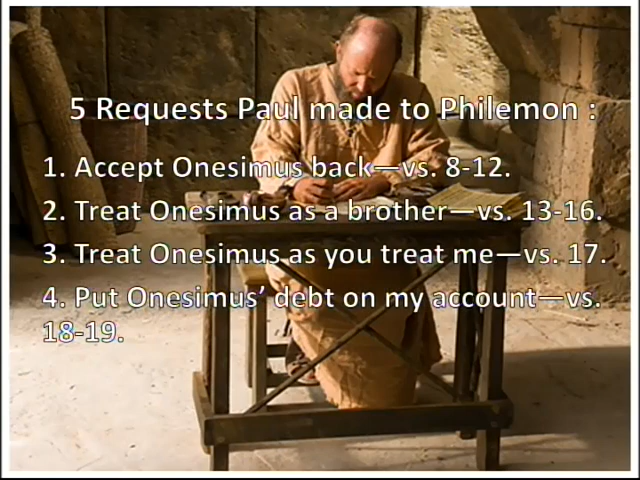 5 Requests Paul made to Philemon :
1. Accept Onesimus back—vs. 8-12.
2. Treat Onesimus as a brother—vs. 13-16.
3. Treat Onesimus as you treat me—vs. 17.
4. Put Onesimus’ debt on my account—vs.
18-19.